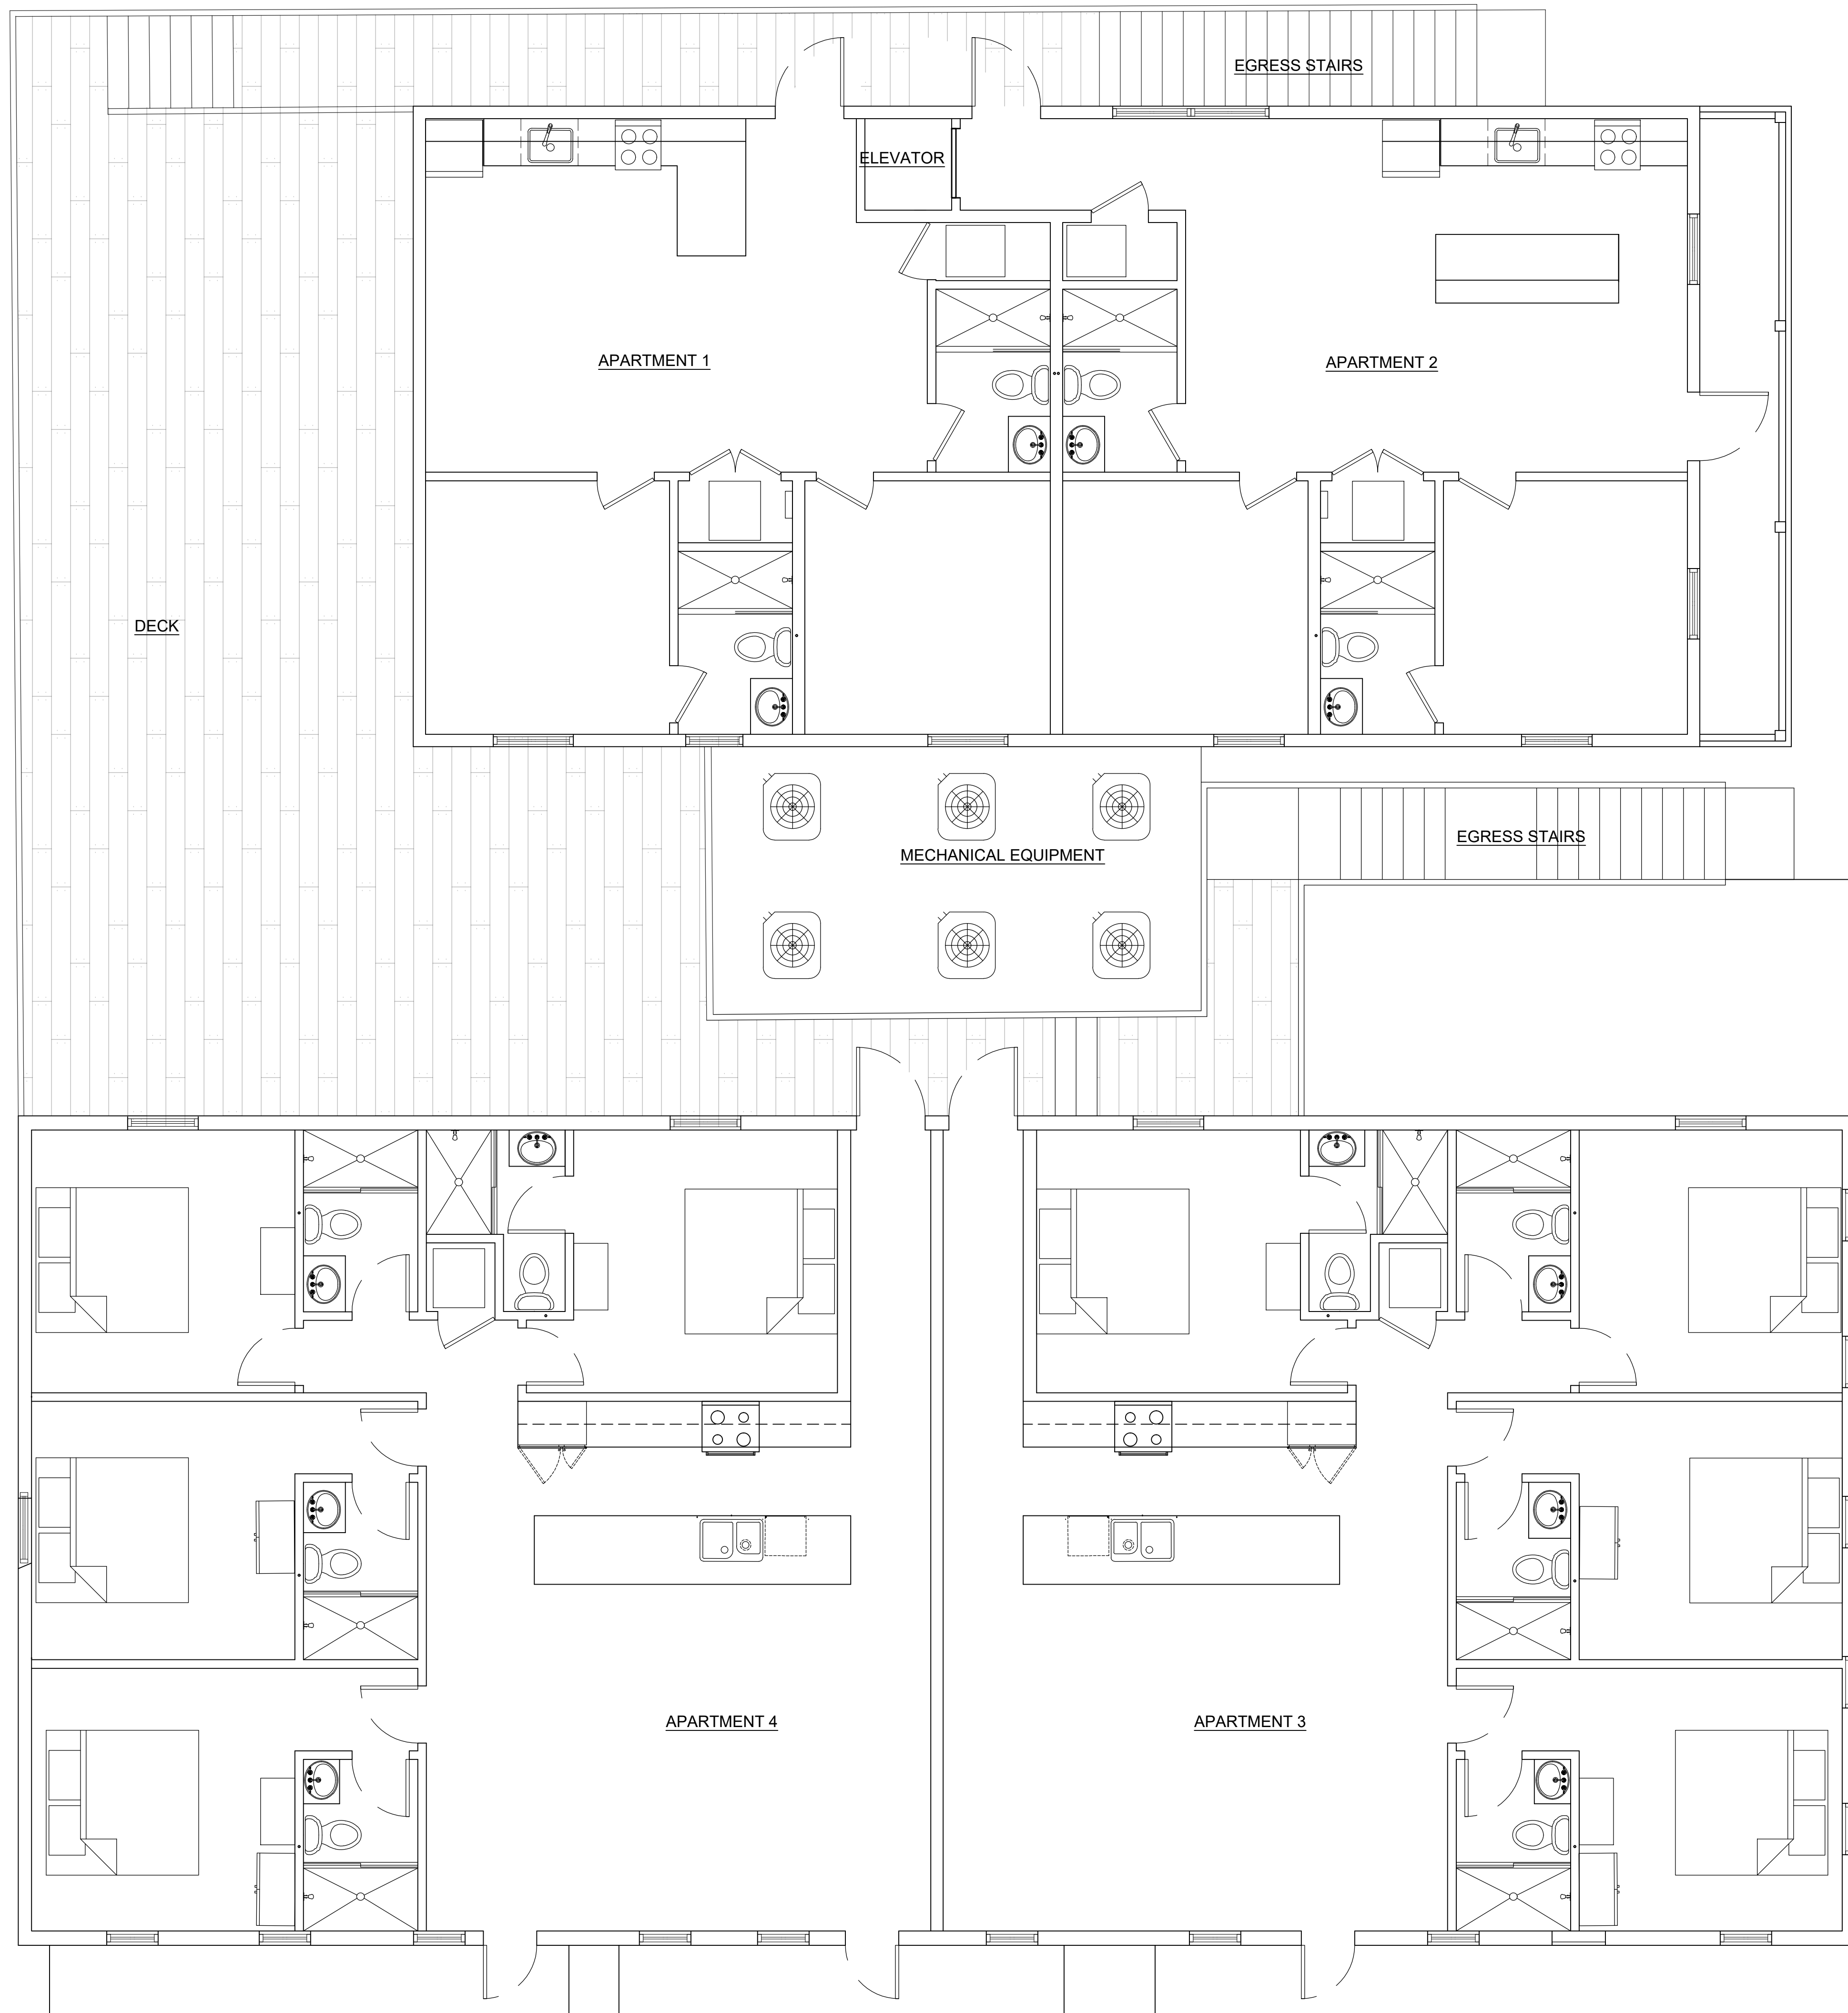 EGRESS STAIRS
ELEVATOR
APARTMENT 1
APARTMENT 2
DECK
EGRESS STAIRS
MECHANICAL EQUIPMENT
APARTMENT 4
APARTMENT 3